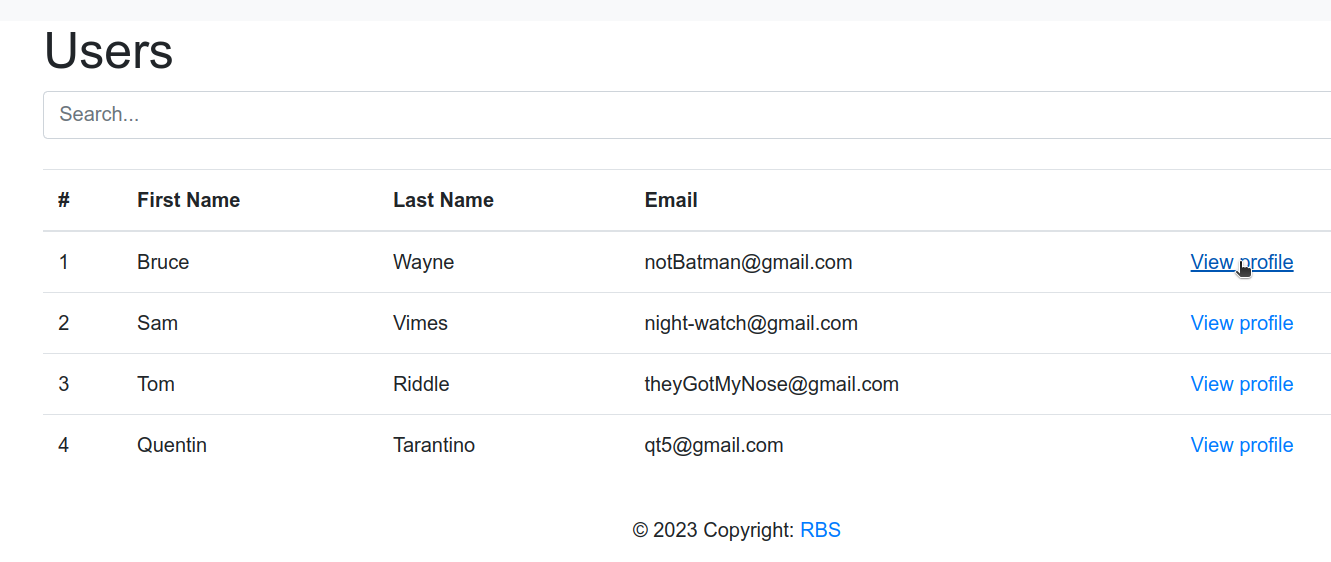 Users
Search...
# First Name Last Name Email
1 Bruce Wayne notBatman@gmail.com View profile
2 Sam Vimes night-watch@gmail.com View profile
3 Tom Riddle theyGotMyNose@gmail.com View profile
4 Quentin Tarantino qt5@gmail.com View profile
© 2023 Copyright: RBS